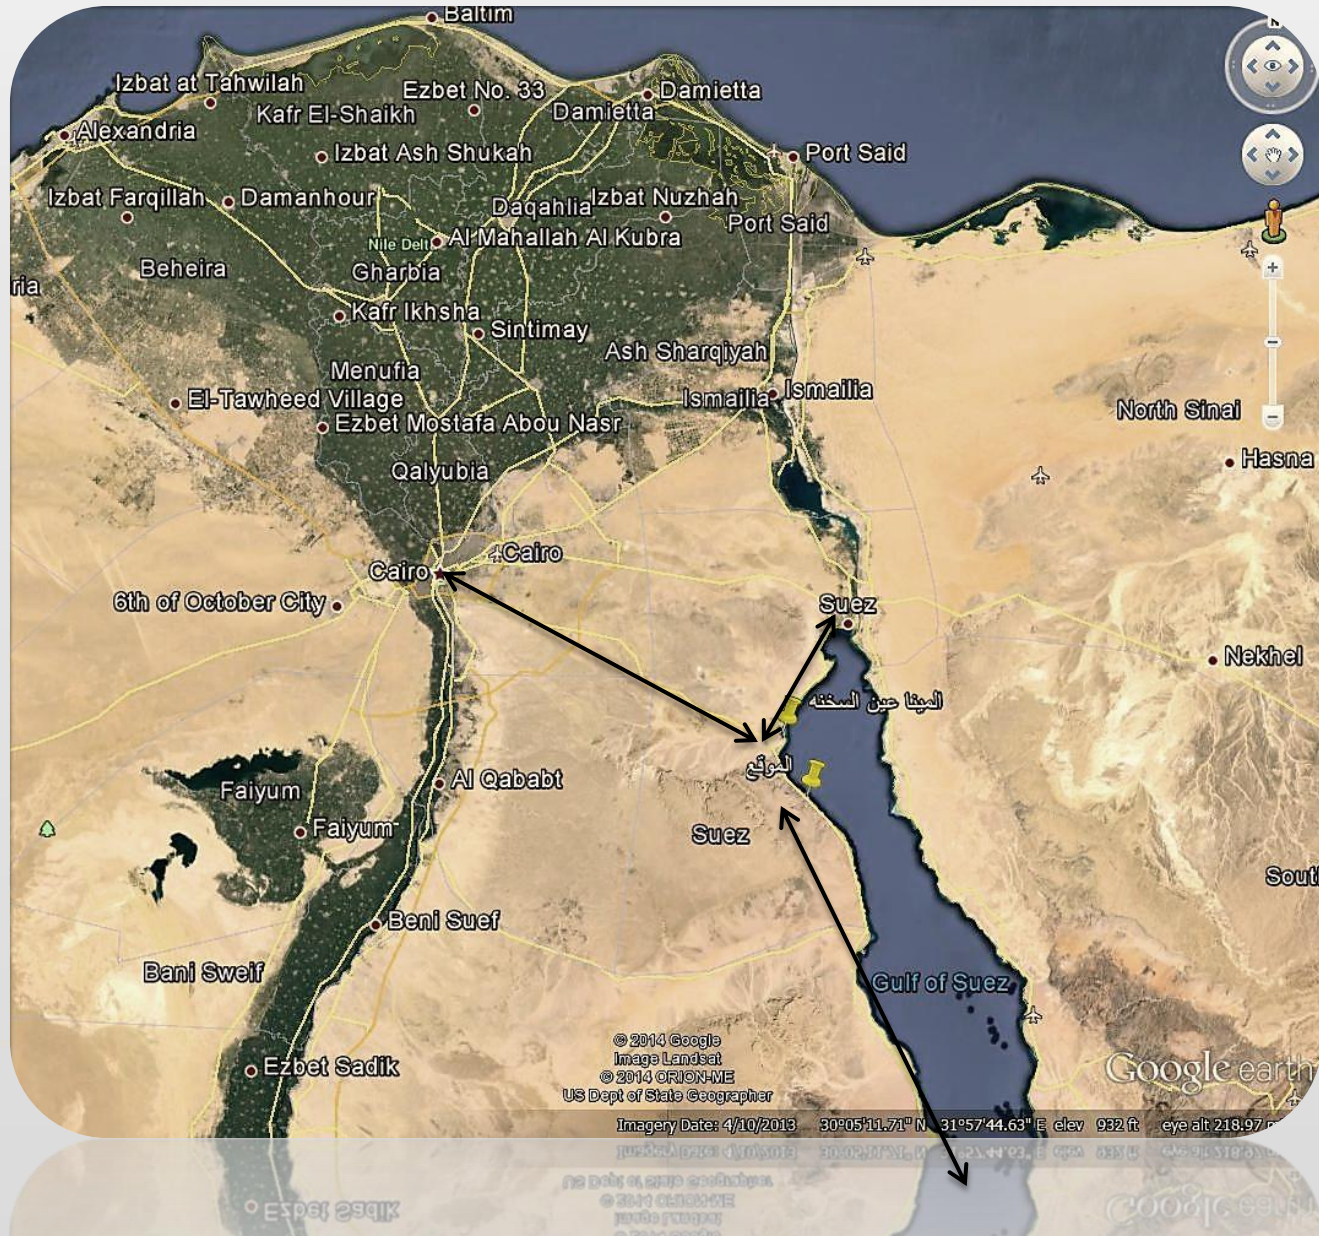 Baltim
N
Izbat at Tahwilah
Ezbet No. 33
Damietta
Kafr El-Shaikh
Damietta
Alexandria
Izbat Ash Shukah
Port Said
Izbat Farqillah
Damanhour
Daqahlia
Izbat Nuzhah
Port Said
Nile Delt
Al Mahallah Al Kubra
Beheira
Gharbia
ria
Kafr Ikhsha
Sintimay
Ash Sharqiyah
Menufia
El-Tawheed Village
Ismailia
Ismailia
North Sinai
Ezbet Mostafa Abou Nasr
Hasna
Qalyubia
Cairo
Cairo
6th of October City
Suez
Nekhel
المينا عين السخنه
الموقع
Al Qababt
Faiyum
Faiyum
Suez
Sout
Beni Suef
Bani Sweif
Gulf of Suez
© 2014 Google
Image Landsat
© 2014 ORION-ME
US Dept of State Geographer
Ezbet Sadik
Google earth
Imagery Date: 4/10/2013 30°05'11.71" N 31°57'44.63" E elev 932 ft eye alt 218.97